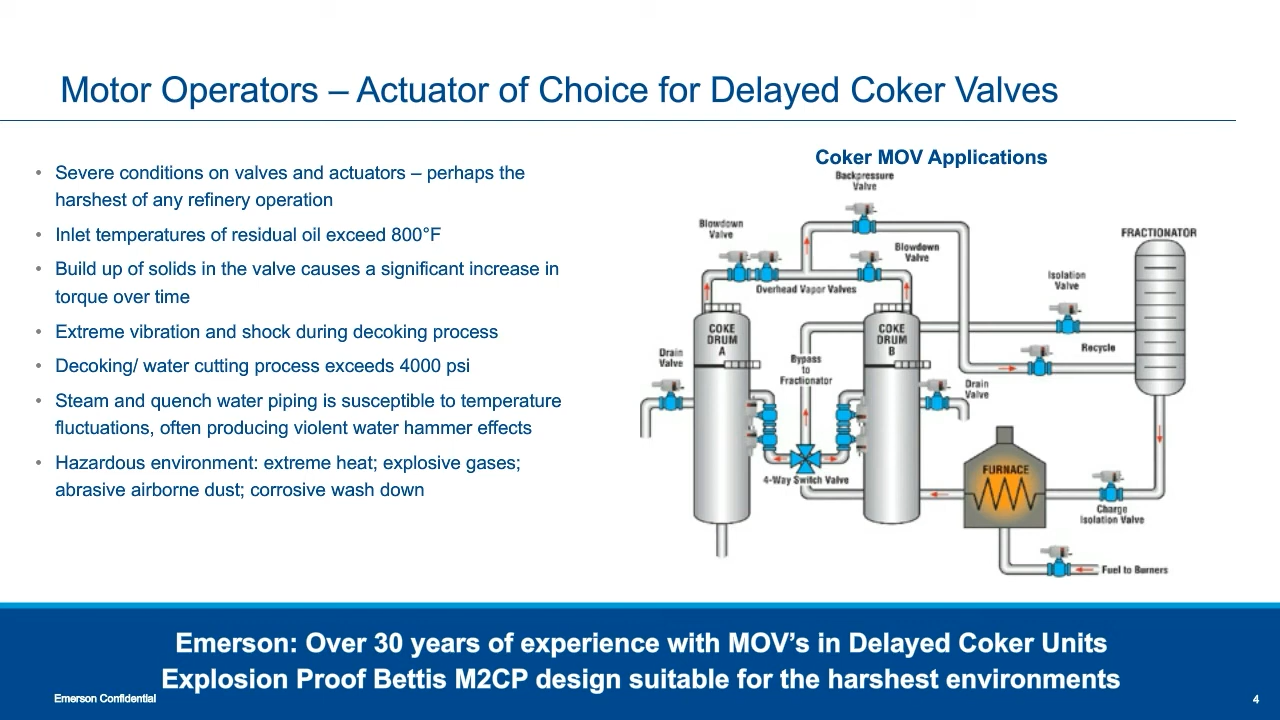 Motor Operators – Actuator of Choice for Delayed Coker Valves
• Severe conditions on valves and actuators – perhaps the
harshest of any refinery operation
• Inlet temperatures of residual oil exceed 800°F
• Build up of solids in the valve causes a significant increase in
torque over time
• Extreme vibration and shock during decoking process
• Decoking/ water cutting process exceeds 4000 psi
• Steam and quench water piping is susceptible to temperature
fluctuations, often producing violent water hammer effects
• Hazardous environment: extreme heat; explosive gases;
abrasive airborne dust; corrosive wash down
Coker MOV Applications
Backpressure
Valve
Blowdown
Valve
Blowdown
Valve
FRACTIONATOR
Isolation
Valve
Overhead Vapor Valves
COKE
DRUM
A
COKE
DRUM
B
Recycle
Drain
Valve
Bypass
to
Fractionator
Drain
Valve
4-Way Switch Valve
FURNACE
Charge
Isolation Valve
Fuel to Burners
Emerson: Over 30 years of experience with MOV’s in Delayed Coker Units
Explosion Proof Bettis M2CP design suitable for the harshest environments
Emerson Confidential
4